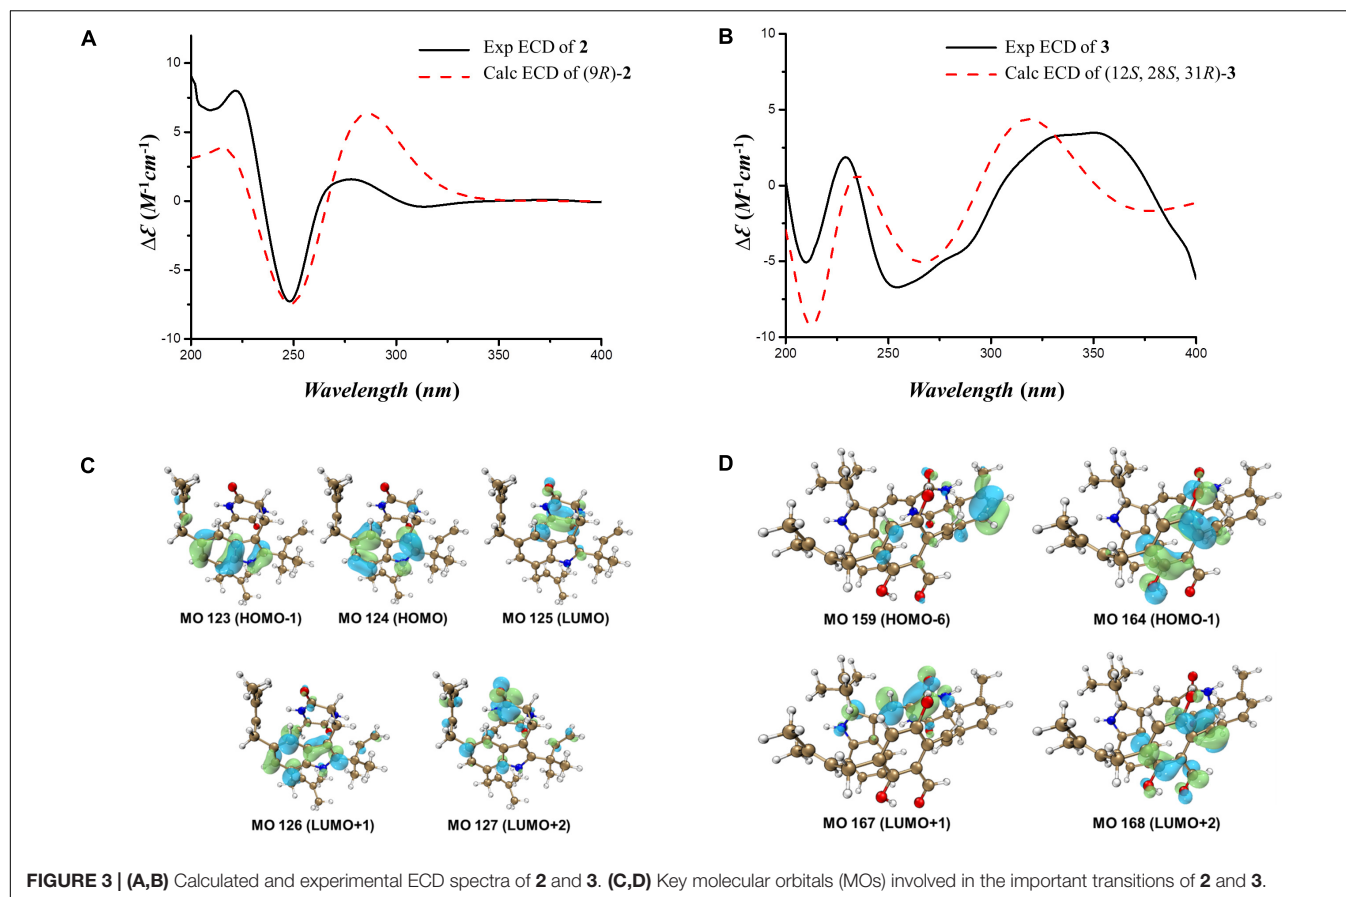 A
Exp ECD of 2
Calc ECD of (9R)-2
10
5
0
-5
-10
200
250
300
350
400
Δε (M⁻¹cm⁻¹)
Wavelength (nm)
B
Exp ECD of 3
Calc ECD of (12S, 28S, 31R)-3
10
5
0
-5
-10
200
250
300
350
400
Δε (M⁻¹cm⁻¹)
Wavelength (nm)
C
MO 123 (HOMO-1)
MO 124 (HOMO)
MO 125 (LUMO)
MO 126 (LUMO+1)
MO 127 (LUMO+2)
D
MO 159 (HOMO-6)
MO 164 (HOMO-1)
MO 167 (LUMO+1)
MO 168 (LUMO+2)
FIGURE 3 | (A,B) Calculated and experimental ECD spectra of 2 and 3. (C,D) Key molecular orbitals (MOs) involved in the important transitions of 2 and 3.